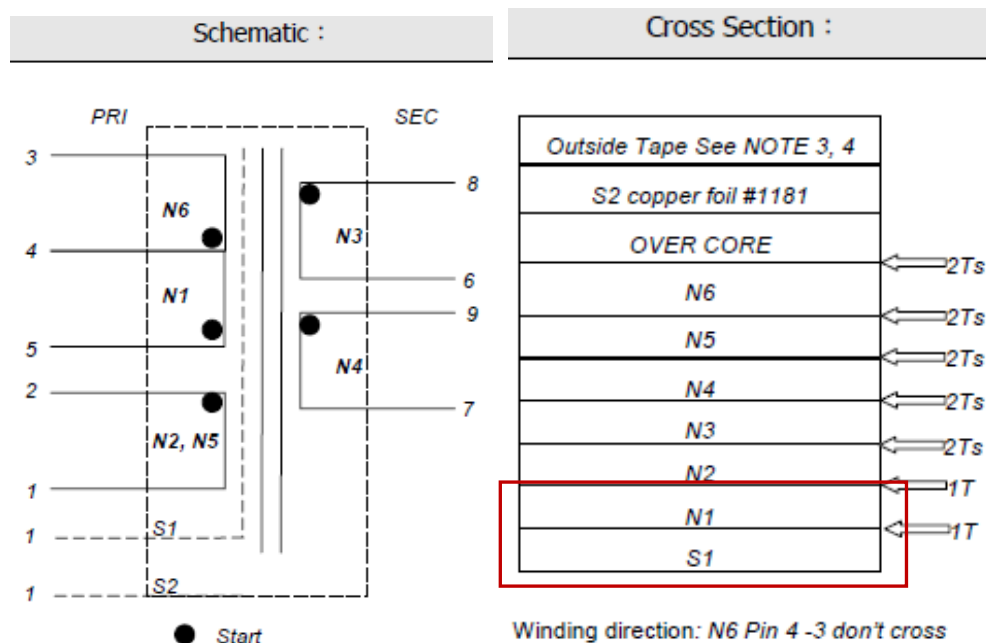 Schematic :
PRI
SEC
3
N6
4
N1
5
2
N2, N5
1
1
S1
1
S2
8
N3
6
9
N4
7
Start
Cross Section :
Outside Tape See NOTE 3, 4
S2 copper foil #1181
OVER CORE
2Ts
N6
2Ts
N5
2Ts
N4
2Ts
N3
2Ts
N2
1T
N1
1T
S1
Winding direction: N6 Pin 4 -3 don't cross